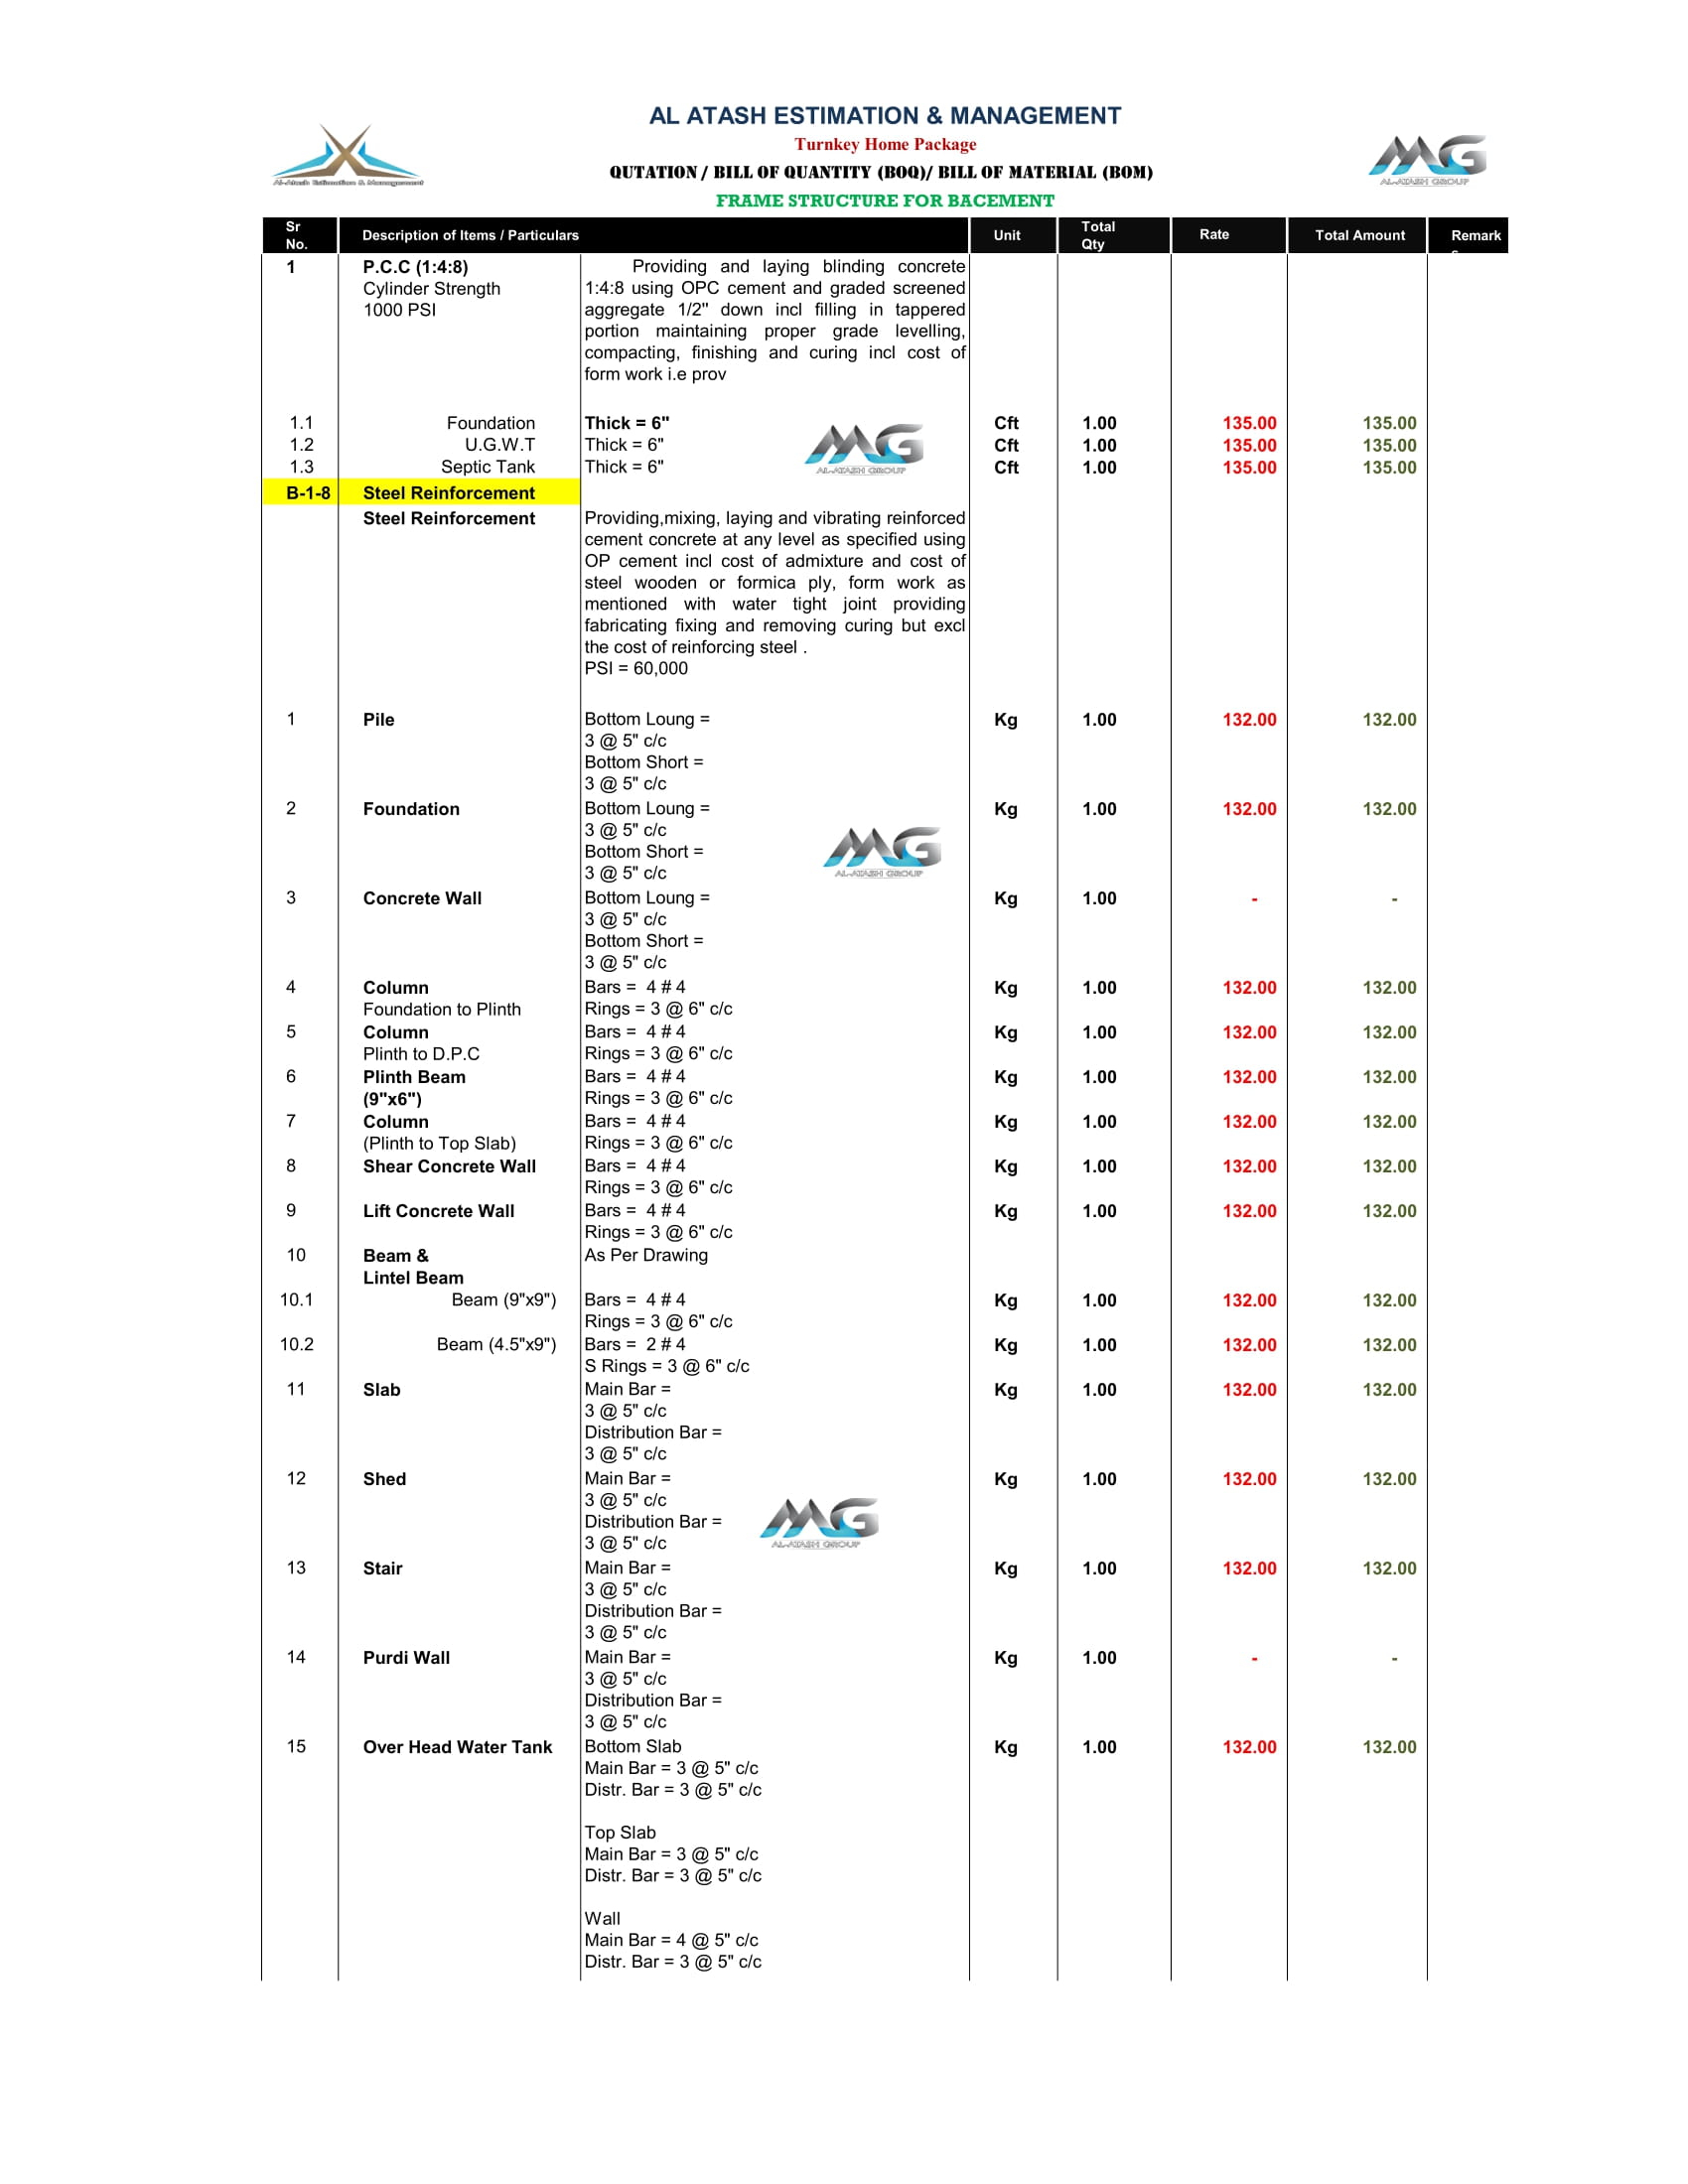 AL ATASH ESTIMATION & MANAGEMENT
Turnkey Home Package
QUTATION / BILL OF QUANTITY (BOQ)/ BILL OF MATERIAL (BOM)
FRAME STRUCTURE FOR BACEMENT
Al-Atash Estimation & Management
AL-ATASH GROUP
Sr No. Description of Items / Particulars Unit Total Qty Rate Total Amount Remark
1 P.C.C (1:4:8) Providing and laying blinding concrete
Cylinder Strength 1:4:8 using OPC cement and graded screened
1000 PSI aggregate 1/2" down incl filling in tappered
portion maintaining proper grade levelling,
compacting, finishing and curing incl cost of
form work i.e prov
1.1 Foundation Thick = 6" Cft 1.00 135.00 135.00
1.2 U.G.W.T Thick = 6" Cft 1.00 135.00 135.00
1.3 Septic Tank Thick = 6" Cft 1.00 135.00 135.00
AL-ATASH GROUP
B-1-8 Steel Reinforcement
Steel Reinforcement Providing,mixing, laying and vibrating reinforced
cement concrete at any level as specified using
OP cement incl cost of admixture and cost of
steel wooden or formica ply, form work as
mentioned with water tight joint providing
fabricating fixing and removing curing but excl
the cost of reinforcing steel .
PSI = 60,000
1 Pile Bottom Loung = Kg 1.00 132.00 132.00
3 @ 5" c/c
Bottom Short =
3 @ 5" c/c
2 Foundation Bottom Loung = Kg 1.00 132.00 132.00
3 @ 5" c/c
Bottom Short =
3 @ 5" c/c
AL-ATASH GROUP
3 Concrete Wall Bottom Loung = Kg 1.00 - -
3 @ 5" c/c
Bottom Short =
3 @ 5" c/c
4 Column Bars = 4 # 4 Kg 1.00 132.00 132.00
Foundation to Plinth Rings = 3 @ 6" c/c
5 Column Bars = 4 # 4 Kg 1.00 132.00 132.00
Plinth to D.P.C Rings = 3 @ 6" c/c
6 Plinth Beam Bars = 4 # 4 Kg 1.00 132.00 132.00
(9"x6") Rings = 3 @ 6" c/c
7 Column Bars = 4 # 4 Kg 1.00 132.00 132.00
(Plinth to Top Slab) Rings = 3 @ 6" c/c
8 Shear Concrete Wall Bars = 4 # 4 Kg 1.00 132.00 132.00
Rings = 3 @ 6" c/c
9 Lift Concrete Wall Bars = 4 # 4 Kg 1.00 132.00 132.00
Rings = 3 @ 6" c/c
10 Beam & As Per Drawing
Lintel Beam
10.1 Beam (9"x9") Bars = 4 # 4 Kg 1.00 132.00 132.00
Rings = 3 @ 6" c/c
10.2 Beam (4.5"x9") Bars = 2 # 4 Kg 1.00 132.00 132.00
S Rings = 3 @ 6" c/c
11 Slab Main Bar = Kg 1.00 132.00 132.00
3 @ 5" c/c
Distribution Bar =
3 @ 5" c/c
12 Shed Main Bar = Kg 1.00 132.00 132.00
3 @ 5" c/c
Distribution Bar =
3 @ 5" c/c
AL-ATASH GROUP
13 Stair Main Bar = Kg 1.00 132.00 132.00
3 @ 5" c/c
Distribution Bar =
3 @ 5" c/c
14 Purdi Wall Main Bar = Kg 1.00 - -
3 @ 5" c/c
Distribution Bar =
3 @ 5" c/c
15 Over Head Water Tank Bottom Slab Kg 1.00 132.00 132.00
Main Bar = 3 @ 5" c/c
Distr. Bar = 3 @ 5" c/c
Top Slab
Main Bar = 3 @ 5" c/c
Distr. Bar = 3 @ 5" c/c
Wall
Main Bar = 4 @ 5" c/c
Distr. Bar = 3 @ 5" c/c